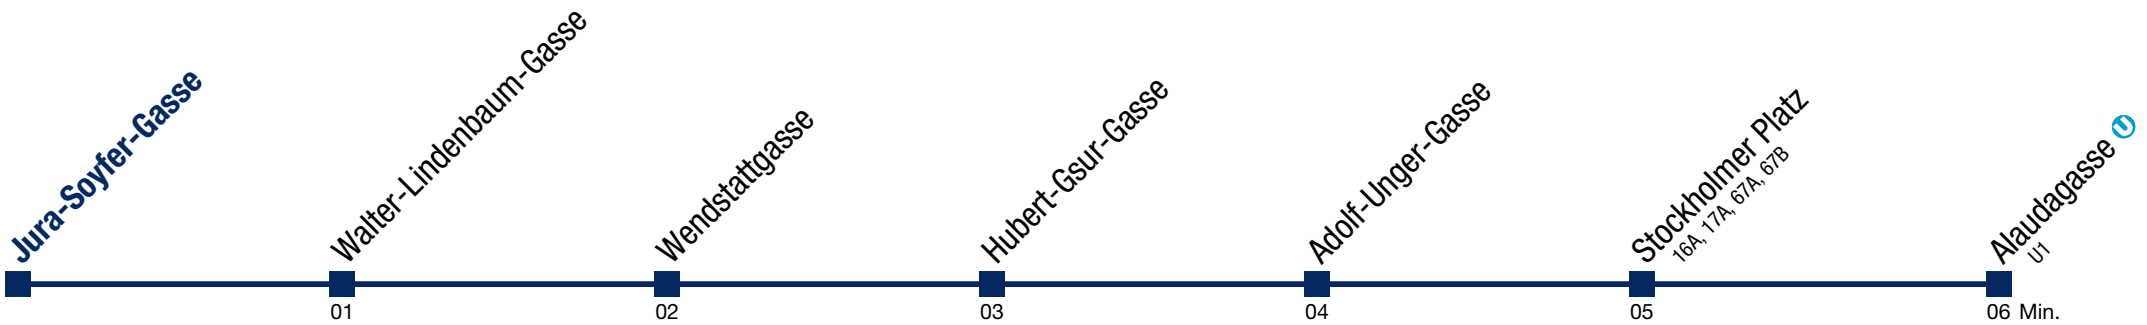 Jura-Soyfer-Gasse
Walter-Lindenbaum-Gasse
Wendstattgasse
Hubert-Gsur-Gasse
Adolf-Unger-Gasse
Stockholmer Platz
16A, 17A, 67A, 67B
Alaudagasse U
U1
01 02 03 04 05 06 Min.